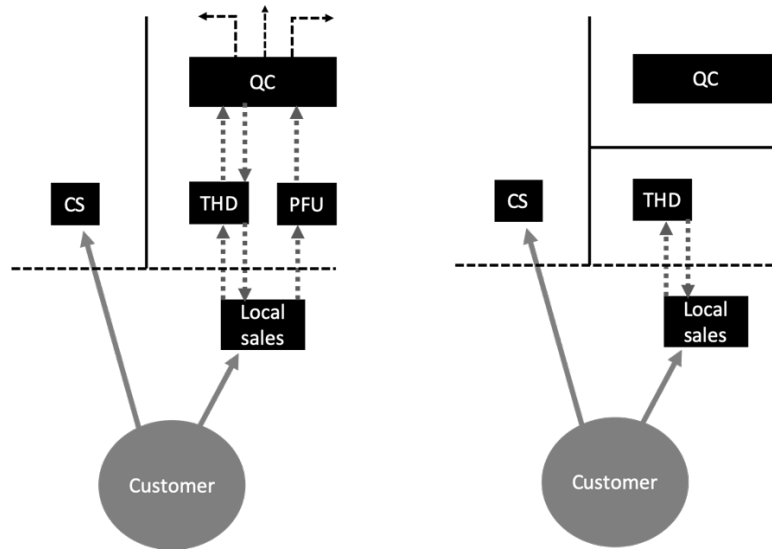 QC
CS
THD
PFU
Local
sales
Customer
QC
CS
THD
Local
sales
Customer